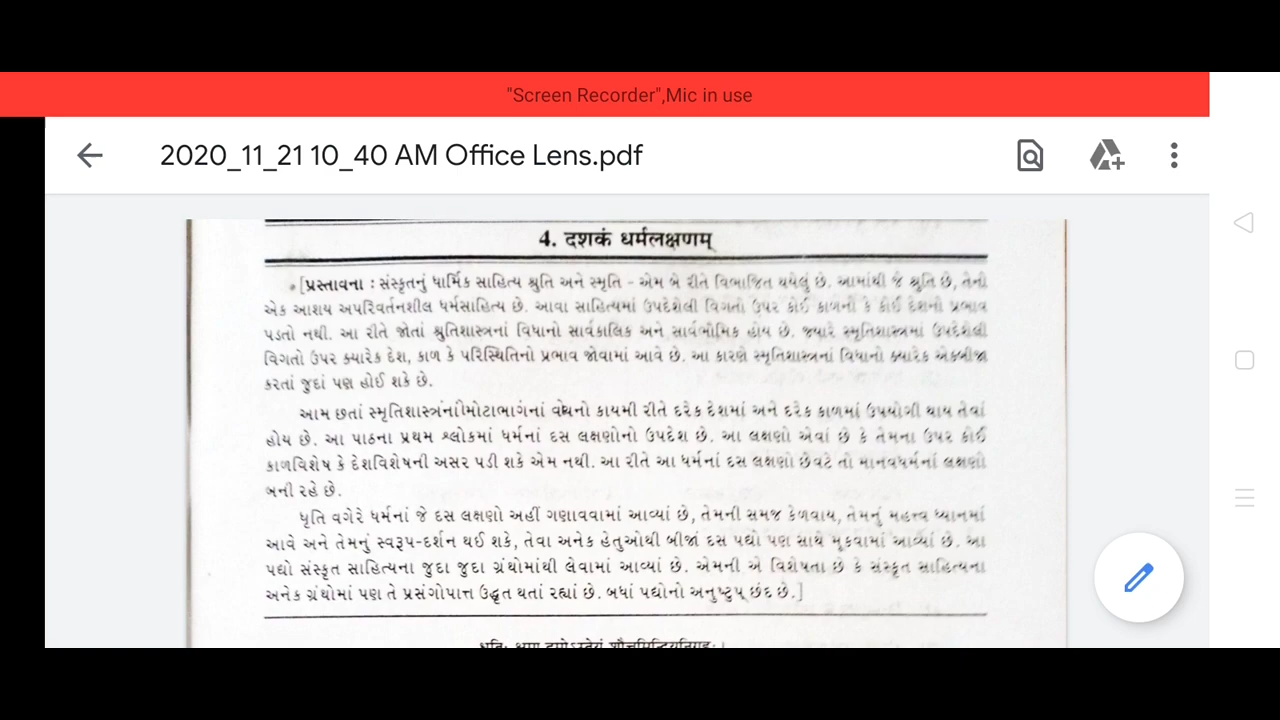 "Screen Recorder",Mic in use
2020_11_21 10_40 AM Office Lens.pdf
4. दशकं धर्मलक्षणम्
[પ્રસ્તાવના : સંસ્કૃતનું ધાર્મિક સાહિત્ય શ્રુતિ અને સ્મૃતિ - એમ બે રીતે વિભાજિત થયેલું છે. આમાંથી જે શ્રુતિ છે, તેનો
એક આશય અપરિવર્તનશીલ ધર્મસાહિત્ય છે. આવા સાહિત્યમાં ઉપદેશેલી વિગતો ઉપર કોઈ કાળનો કે કોઈ દેશનો પ્રભાવ
પડતો નથી. આ રીતે જોતાં શ્રુતિશાસ્ત્રનાં વિધાનો સાર્વકાલિક અને સાર્વભૌમિક હોય છે. જ્યારે સ્મૃતિશાસ્ત્રમાં ઉપદેશેલી
વિગતો ઉપર ક્યારેક દેશ, કાળ કે પરિસ્થિતિનો પ્રભાવ જોવામાં આવે છે. આ કારણે સ્મૃતિશાસ્ત્રનાં વિધાનો ક્યારેક એકબીજા
કરતાં જુદાં પણ હોઈ શકે છે.
આમ છતાં સ્મૃતિશાસ્ત્રનાં મોટાભાગનાં કાયમી રીતે દરેક દેશમાં અને દરેક કાળમાં ઉપયોગી થાય તેવાં
હોય છે. આ પાઠના પ્રથમ શ્લોકમાં ધર્મનાં દસ લક્ષણોનો ઉપદેશ છે. આ લક્ષણો એવાં છે કે તેમના ઉપર કોઈ
કાળવિશેષ કે દેશવિશેષની અસર પડી શકે એમ નથી. આ રીતે આ ધર્મનાં દસ લક્ષણો છેવટે તો માનવધર્મનાં લક્ષણો
બની રહે છે.
ધૃતિ વગેરે ધર્મનાં જે દસ લક્ષણો અહીં ગણાવવામાં આવ્યાં છે, તેમની સમજ કેળવાય, તેમનું મહત્ત્વ ધ્યાનમાં
આવે અને તેમનું સ્વરૂપ-દર્શન થઈ શકે, તેવા અનેક હેતુઓથી બીજાં દસ પદ્યો પણ સાથે મૂકવામાં આવ્યાં છે. આ
પદ્યો સંસ્કૃત સાહિત્યના જુદા જુદા ગ્રંથોમાંથી લેવામાં આવ્યાં છે. એમની એ વિશેષતા છે કે સંસ્કૃત સાહિત્યના
અનેક ગ્રંથોમાં પણ તે પ્રસંગોપાત્ત ઉદ્ધૃત થતાં રહ્યાં છે. બધાં પદ્યોનો અનુષ્ટુપ્ છંદ છે.]